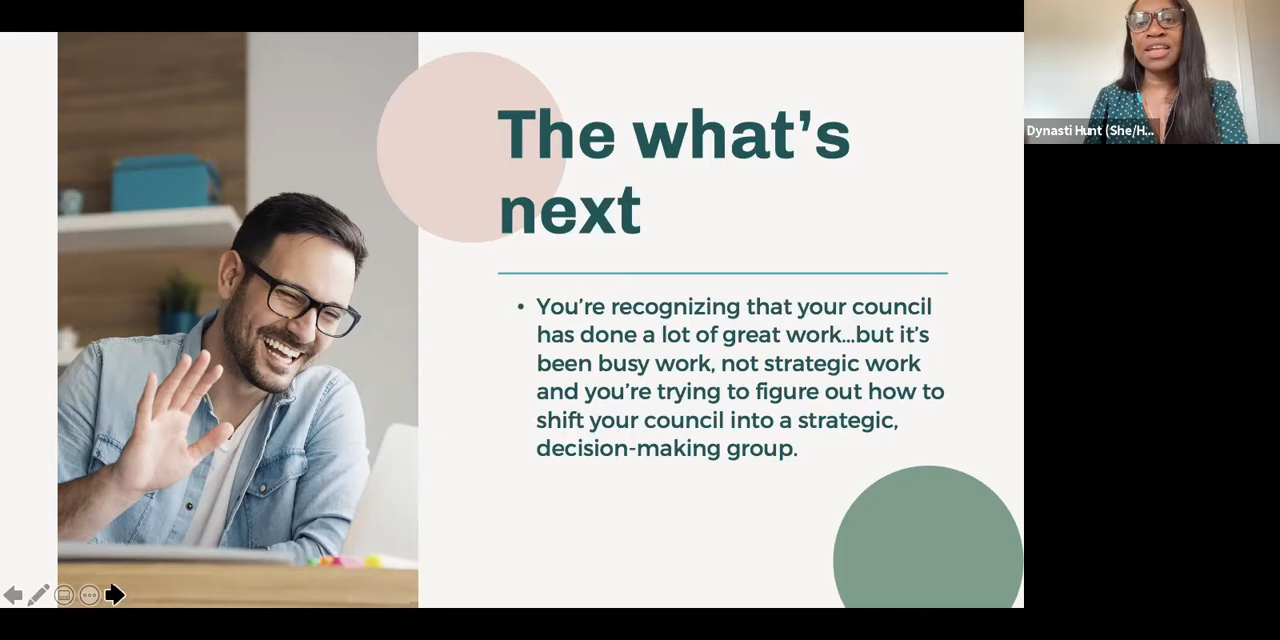 The what’s
next
• You’re recognizing that your council
has done a lot of great work...but it’s
been busy work, not strategic work
and you’re trying to figure out how to
shift your council into a strategic,
decision-making group.
Dynasti Hunt (She/H...